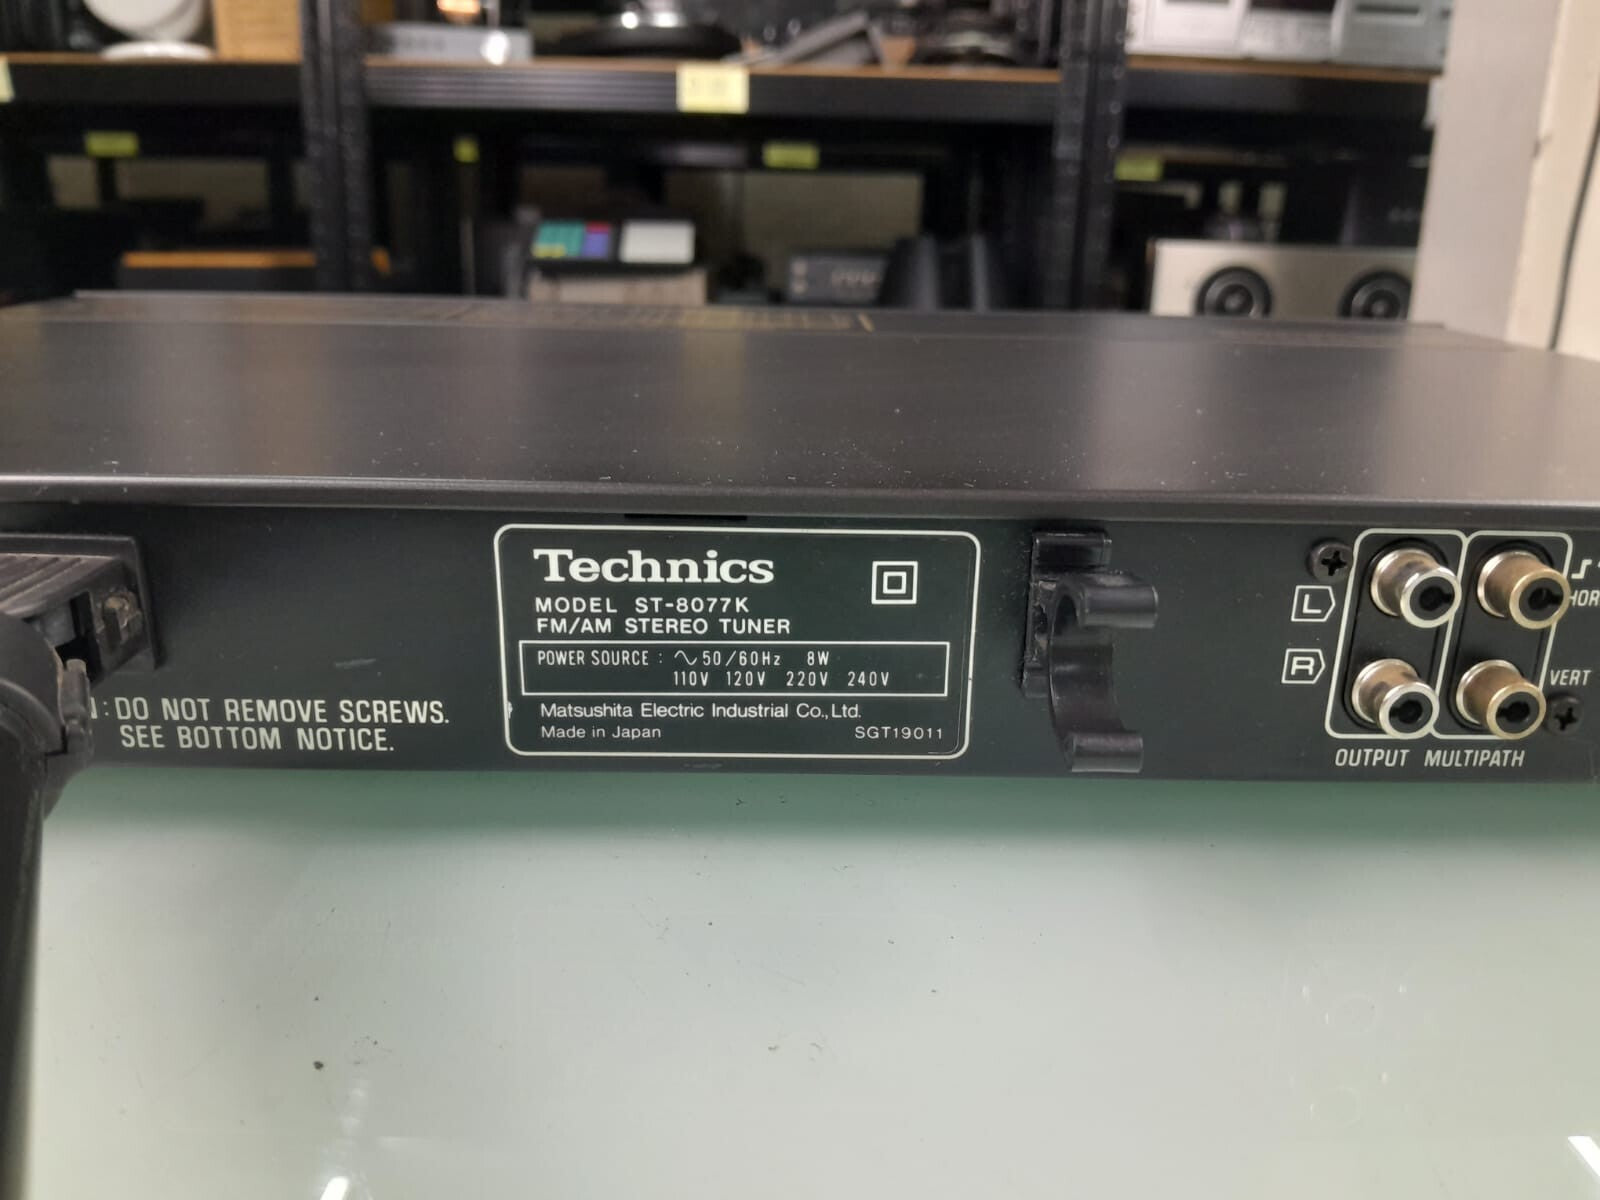 Technics
MODEL ST-8077K
FM/AM STEREO TUNER
POWER SOURCE : ∿ 50/60Hz 8W
110V 120V 220V 240V
Matsushita Electric Industrial Co., Ltd.
Made in Japan SGT19011
: DO NOT REMOVE SCREWS.
SEE BOTTOM NOTICE.
L
R
VERT
OUTPUT MULTIPATH